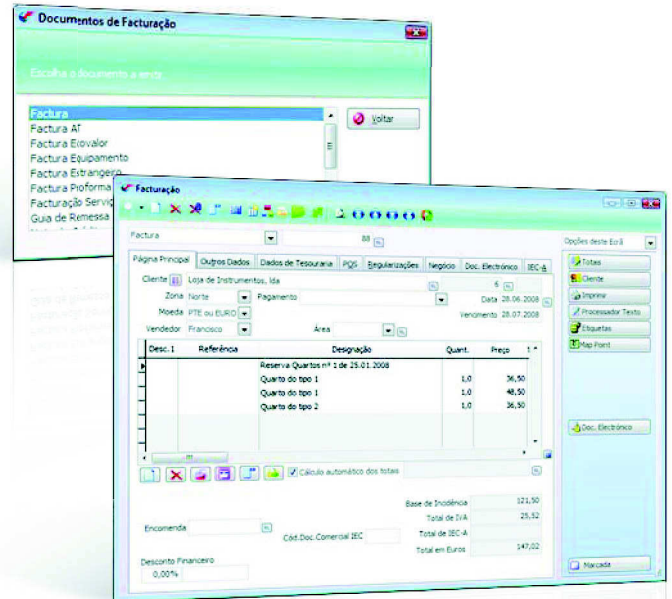 Documentos de Facturação
Escolha o documento a emitir:
Factura
Factura AT
Factura Ecovalor
Factura Equipamento
Factura Estrangeiro
Factura Proforma
Facturação Serviç
Guia de Remessa
Voltar
Facturação
Factura
88
Opções deste Ecrã
Página Principal Outros Dados Dados de Tesouraria POS Regularizações Negócio Doc. Electrónico IEC-A
Cliente Loja de Instrumentos, lda 6
Zona Norte Pagamento Data 28.06.2008
Moeda PTE ou EURO Vencimento 28.07.2008
Vendedor Francisco Área
Desc.1 Referência Designação Quant. Preço
Reserva Quartos nº 1 de 25.01.2008
Quarto do tipo 1 1,0 36,50
Quarto do tipo 1 1,0 48,50
Quarto do tipo 2 1,0 36,50
Cálculo automático dos totais
Base de Incidência 121,50
Total de IVA 25,52
Encomenda Cód.Doc.Comercial IEC Total de IEC-A
Total em Euros 147,02
Desconto Financeiro
0,00%
Totais
Cliente
Imprimir
Processador Texto
Etiquetas
Map Point
Doc. Electrónico
Marcada